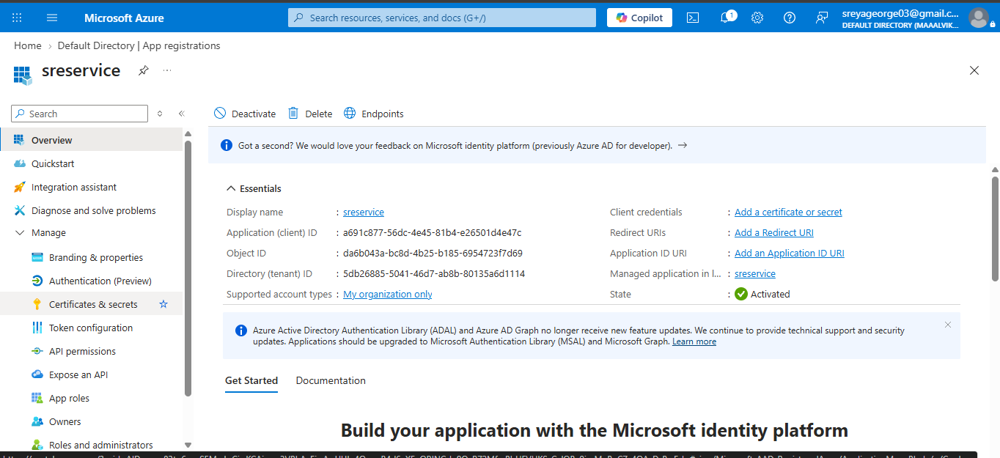 Microsoft Azure
Search resources, services, and docs (G+/)
Copilot
1
sreyageorge03@gmail.c...
DEFAULT DIRECTORY (MAAALVIK...
Home > Default Directory | App registrations
sreservice
Search
Deactivate
Delete
Endpoints
Overview
Quickstart
Integration assistant
Diagnose and solve problems
Manage
Branding & properties
Authentication (Preview)
Certificates & secrets
Token configuration
API permissions
Expose an API
App roles
Owners
Roles and administrators
Got a second? We would love your feedback on Microsoft identity platform (previously Azure AD for developer).
Essentials
Display name : sreservice
Application (client) ID : a691c877-56dc-4e45-81b4-e26501d4e47c
Object ID : da6b043a-bc8d-4b25-b185-6954723f7d69
Directory (tenant) ID : 5db26885-5041-46d7-ab8b-80135a6d1114
Supported account types : My organization only
Client credentials : Add a certificate or secret
Redirect URIs : Add a Redirect URI
Application ID URI : Add an Application ID URI
Managed application in l... : sreservice
State : Activated
Azure Active Directory Authentication Library (ADAL) and Azure AD Graph no longer receive new feature updates. We continue to provide technical support and security
updates. Applications should be upgraded to Microsoft Authentication Library (MSAL) and Microsoft Graph. Learn more
Get Started
Documentation
Build your application with the Microsoft identity platform